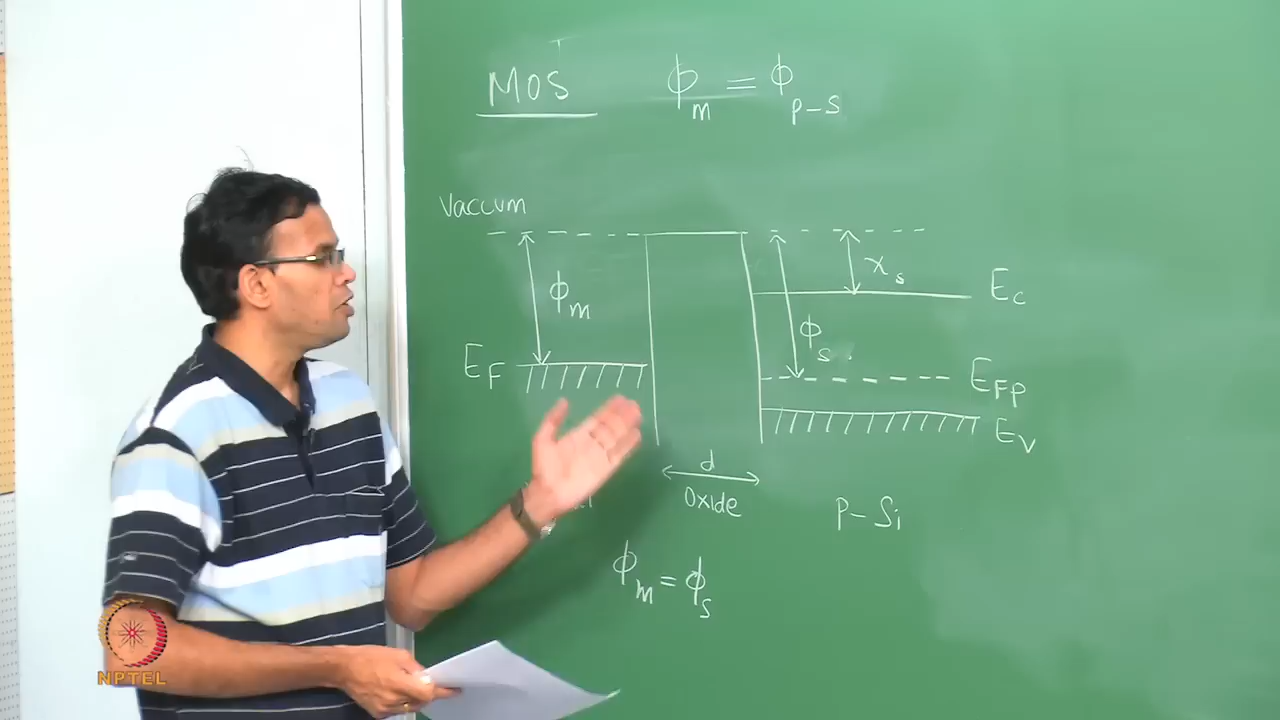 MOS ϕm = ϕp-s
Vaccum
ϕm
χs
Ec
ϕs
EF
EFp
Ev
d
Oxide
P-Si
ϕm = ϕs
NPTEL